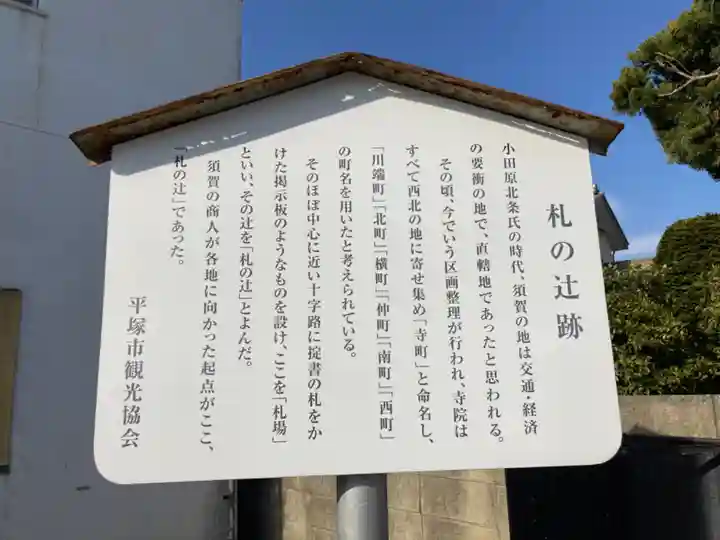 札の辻跡
小田原北条氏の時代、須賀の地は交通・経済
の要衝の地で、直轄地であったと思われる。
その頃、今でいう区画整理が行われ、寺院は
すべて西北の地に寄せ集め「寺町」と命名し、
「川端町」「北町」「横町」「仲町」「南町」「西町」
の町名を用いたと考えられている。
そのほぼ中心に近い十字路に掟書の札をか
けた掲示板のようなものを設け、ここを「札場」
といい、その辻を「札の辻」とよんだ。
須賀の商人が各地に向かった起点がここ、
「札の辻」であった。
平塚市観光協会